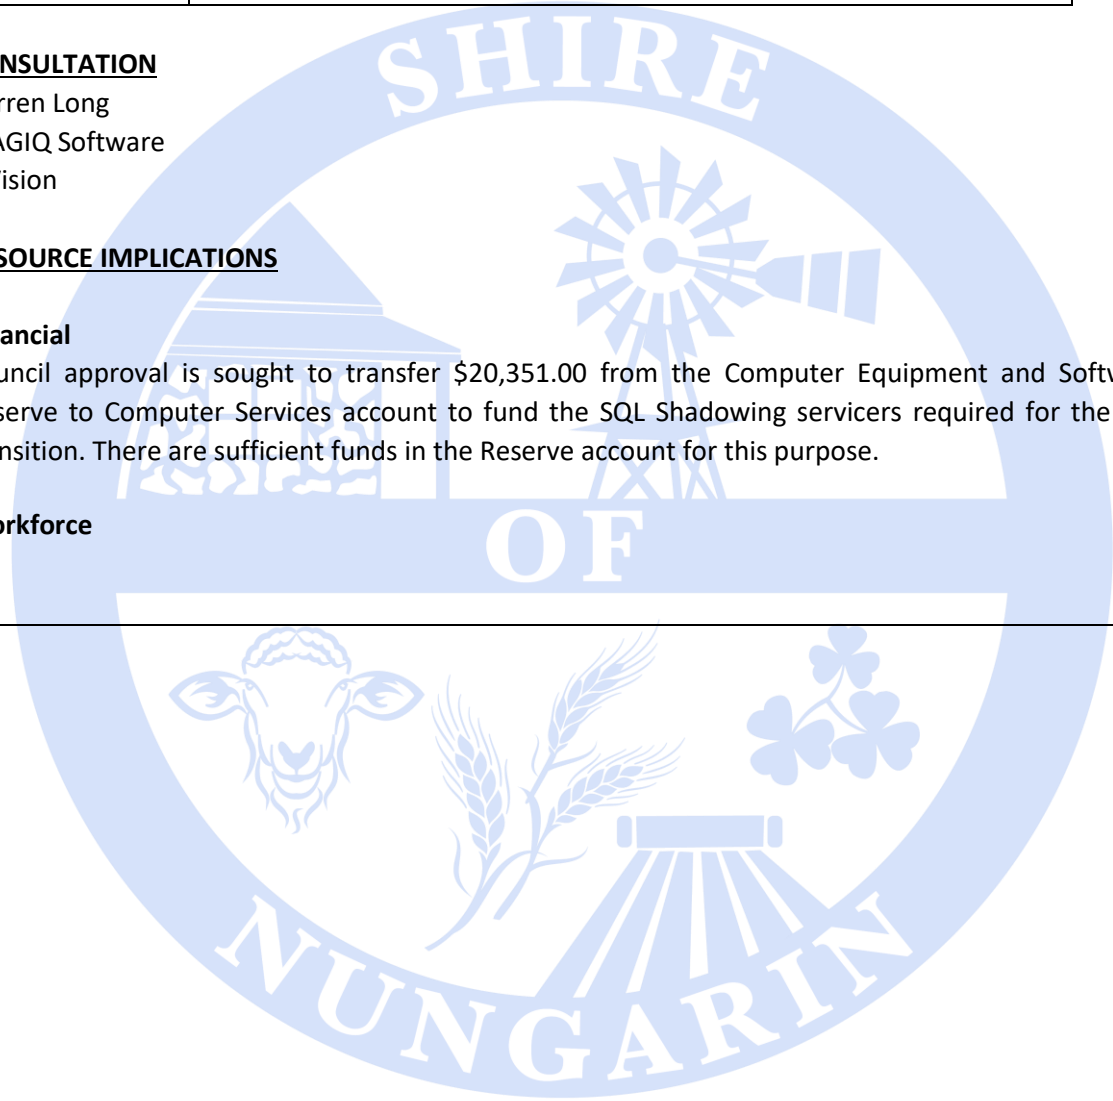 SHIRE
NSULTATION
rren Long
AGIQ Software
ision
SOURCE IMPLICATIONS
ancial
uncil approval is sought to transfer $20,351.00 from the Computer Equipment and Softw
serve to Computer Services account to fund the SQL Shadowing servicers required for the
nsition. There are sufficient funds in the Reserve account for this purpose.
orkforce
OF
NUNGARIN